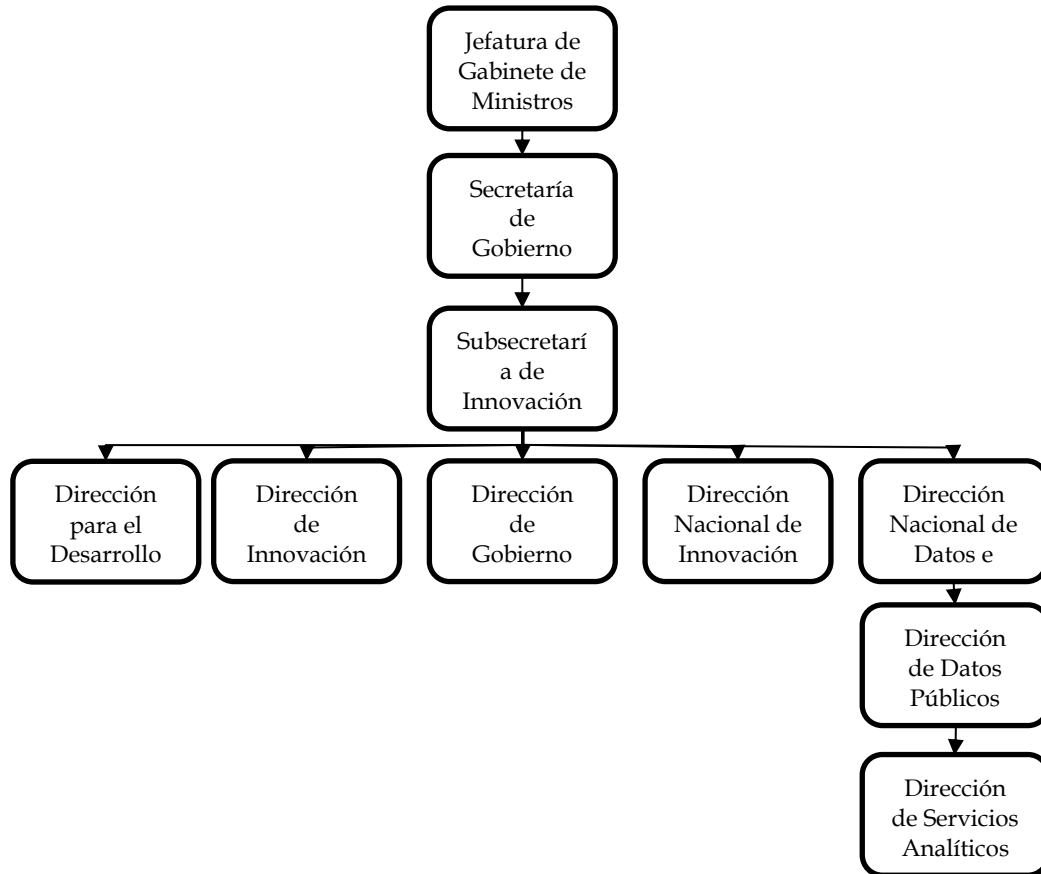 Jefatura de
Gabinete de
Ministros
Secretaría
de
Gobierno
Subsecretarí
a de
Innovación
Dirección
para el
Desarrollo
Dirección
de
Innovación
Dirección
de
Gobierno
Dirección
Nacional de
Innovación
Dirección
Nacional de
Datos e
Dirección
de Datos
Públicos
Dirección
de Servicios
Analíticos